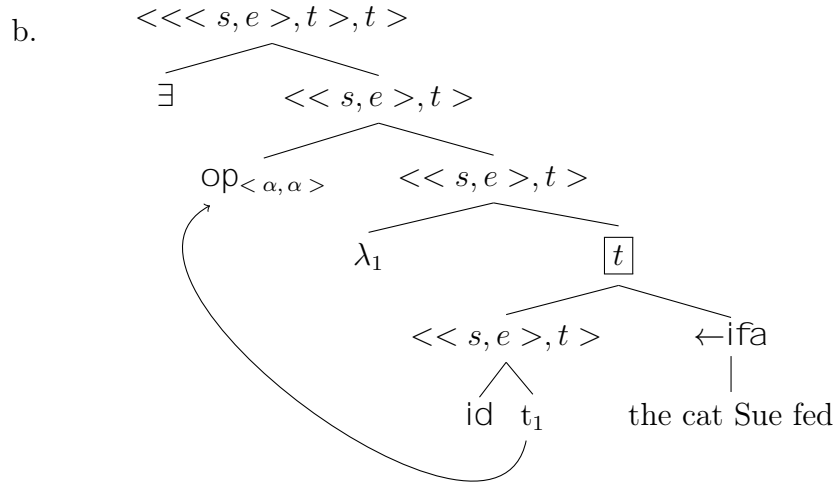 b.
<<< s, e >, t >, t >
∃ << s, e >, t >
op< α, α > << s, e >, t >
λ1 t
<< s, e >, t > ←ifa
id t1 the cat Sue fed